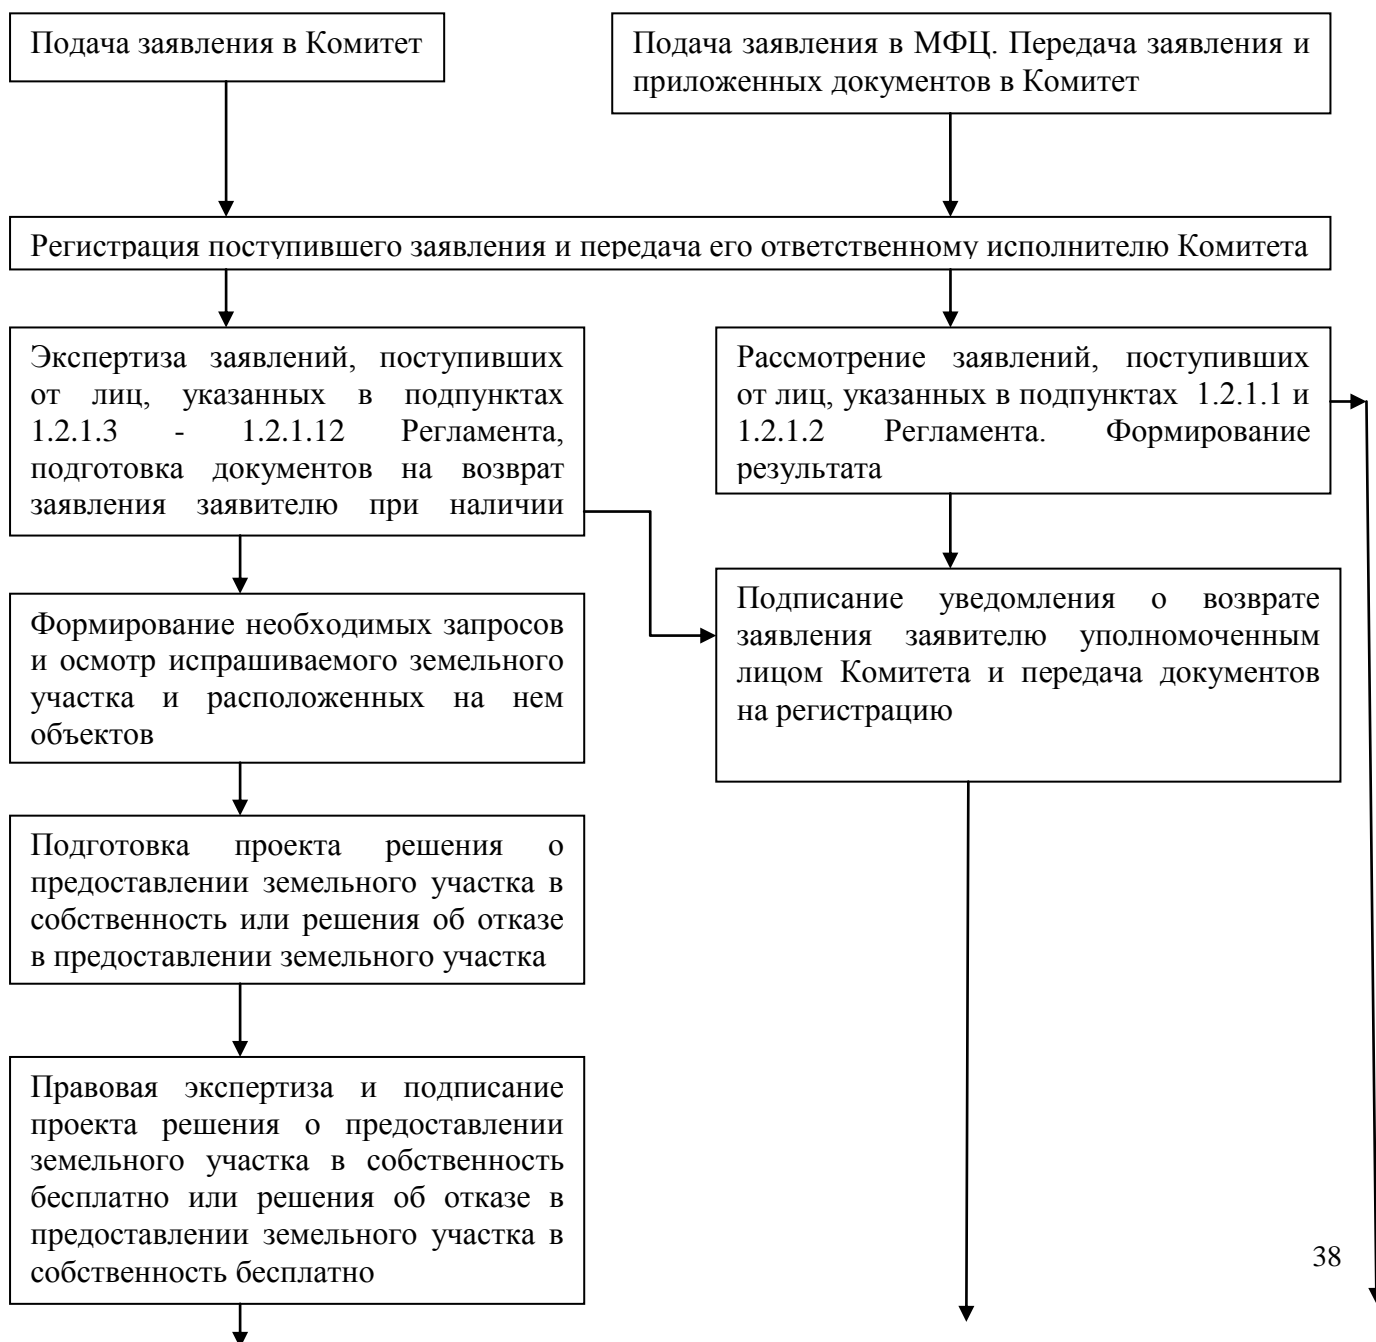 Подача заявления в Комитет
Подача заявления в МФЦ. Передача заявления и
приложенных документов в Комитет
Регистрация поступившего заявления и передача его ответственному исполнителю Комитета
Экспертиза заявлений, поступивших
от лиц, указанных в подпунктах
1.2.1.3 - 1.2.1.12 Регламента,
подготовка документов на возврат
заявления заявителю при наличии
Рассмотрение заявлений, поступивших
от лиц, указанных в подпунктах 1.2.1.1 и
1.2.1.2 Регламента. Формирование
результата
Формирование необходимых запросов
и осмотр испрашиваемого земельного
участка и расположенных на нем
объектов
Подписание уведомления о возврате
заявления заявителю уполномоченным
лицом Комитета и передача документов
на регистрацию
Подготовка проекта решения о
предоставлении земельного участка в
собственность или решения об отказе
в предоставлении земельного участка
Правовая экспертиза и подписание
проекта решения о предоставлении
земельного участка в собственность
бесплатно или решения об отказе в
предоставлении земельного участка в
собственность бесплатно
38